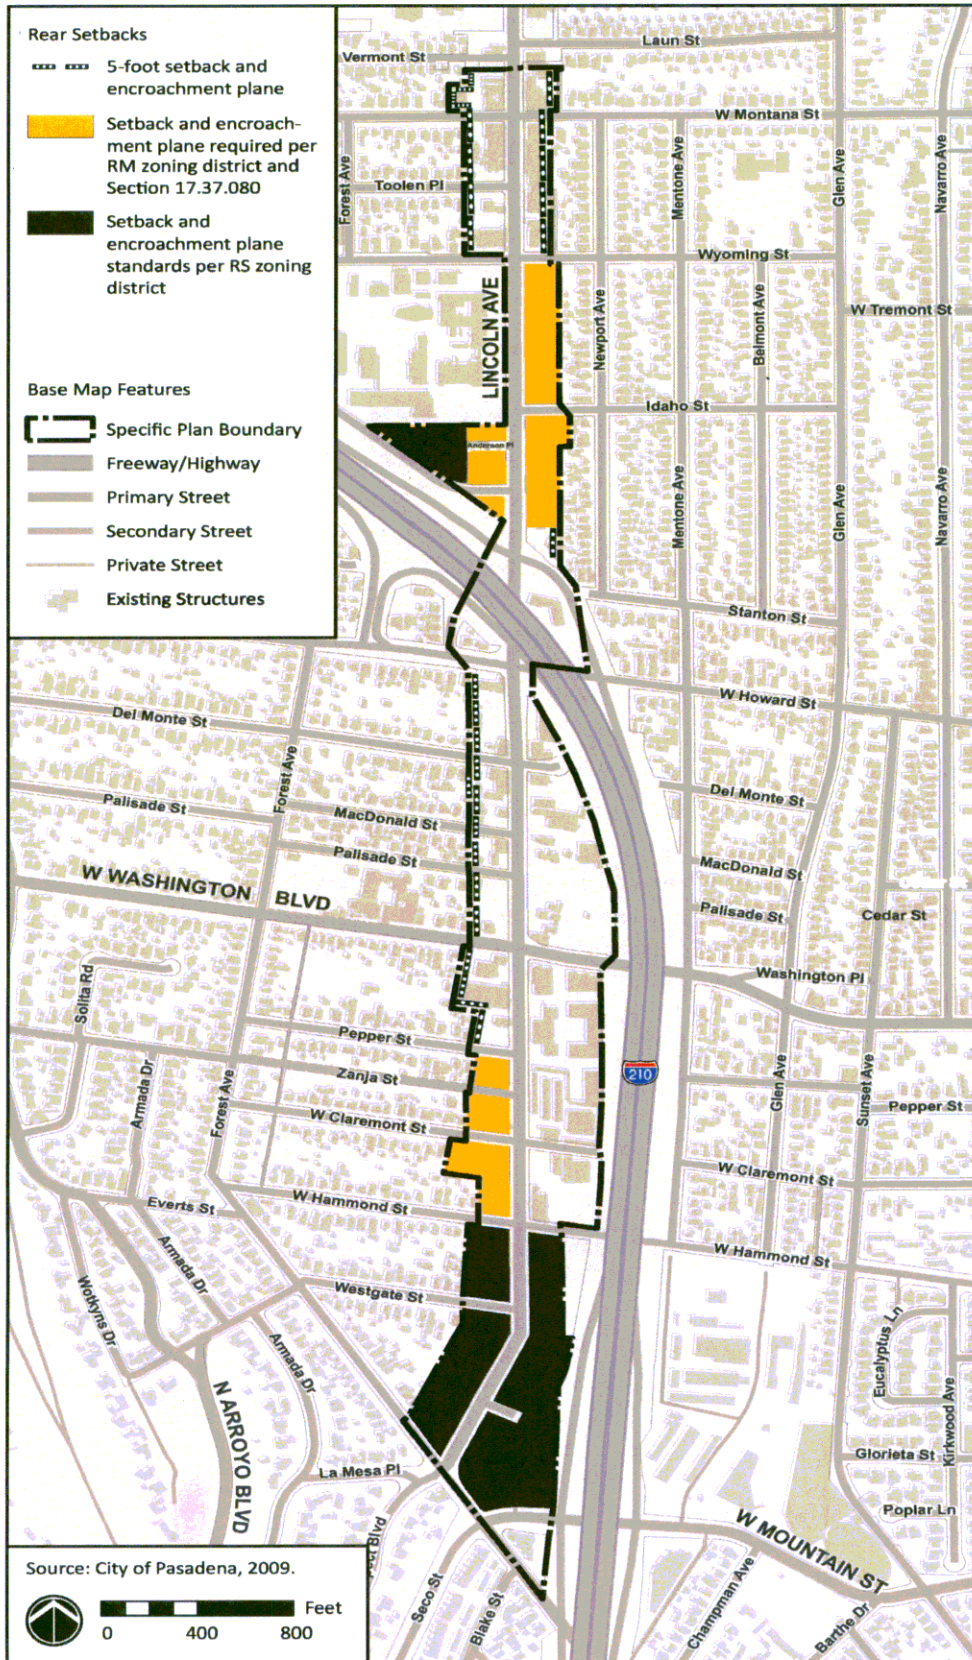 Rear Setbacks
5-foot setback and
encroachment plane
Setback and encroach-
ment plane required per
RM zoning district and
Section 17.37.080
Setback and
encroachment plane
standards per RS zoning
district
Base Map Features
Specific Plan Boundary
Freeway/Highway
Primary Street
Secondary Street
Private Street
Existing Structures
Laun St
Vermont St
W Montana St
Forest Ave
Toolen Pl
Mentone Ave
Glen Ave
Navarro Ave
Wyoming St
LINCOLN AVE
Newport Ave
Belmont Ave
W Tremont St
Idaho St
Anderson Pl
Mentone Ave
Glen Ave
Navarro Ave
Stanton St
W Howard St
Del Monte St
Forest Ave
Palisade St
MacDonald St
Palisade St
Del Monte St
MacDonald St
Palisade St
Cedar St
W WASHINGTON BLVD
Washington Pl
Solita Rd
Pepper St
Zanja St
Armada Dr
Forest Ave
W Claremont St
210
Glen Ave
Sunset Ave
Pepper St
W Claremont St
W Hammond St
Everts St
W Hammond St
Armada Dr
Wotkyns Dr
Westgate St
Armada Dr
Eucalyptus Ln
Kirkwood Ave
N ARROYO BLVD
La Mesa Pl
Glorieta St
Poplar Ln
W MOUNTAIN ST
Blvd
Seco St
Blake St
Champman Ave
Barthe Dr
Source: City of Pasadena, 2009.
Feet
0 400 800